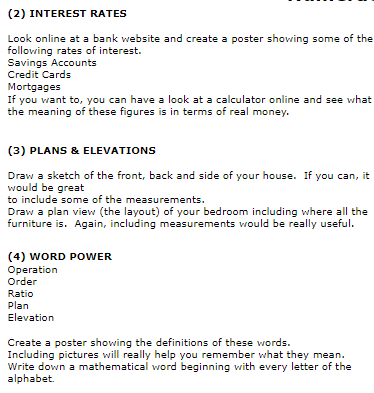 (2) INTEREST RATES
Look online at a bank website and create a poster showing some of the
following rates of interest.
Savings Accounts
Credit Cards
Mortgages
If you want to, you can have a look at a calculator online and see what
the meaning of these figures is in terms of real money.
(3) PLANS & ELEVATIONS
Draw a sketch of the front, back and side of your house.  If you can, it
would be great
to include some of the measurements.
Draw a plan view (the layout) of your bedroom including where all the
furniture is.  Again, including measurements would be really useful.
(4) WORD POWER
Operation
Order
Ratio
Plan
Elevation
Create a poster showing the definitions of these words.
Including pictures will really help you remember what they mean.
Write down a mathematical word beginning with every letter of the
alphabet.